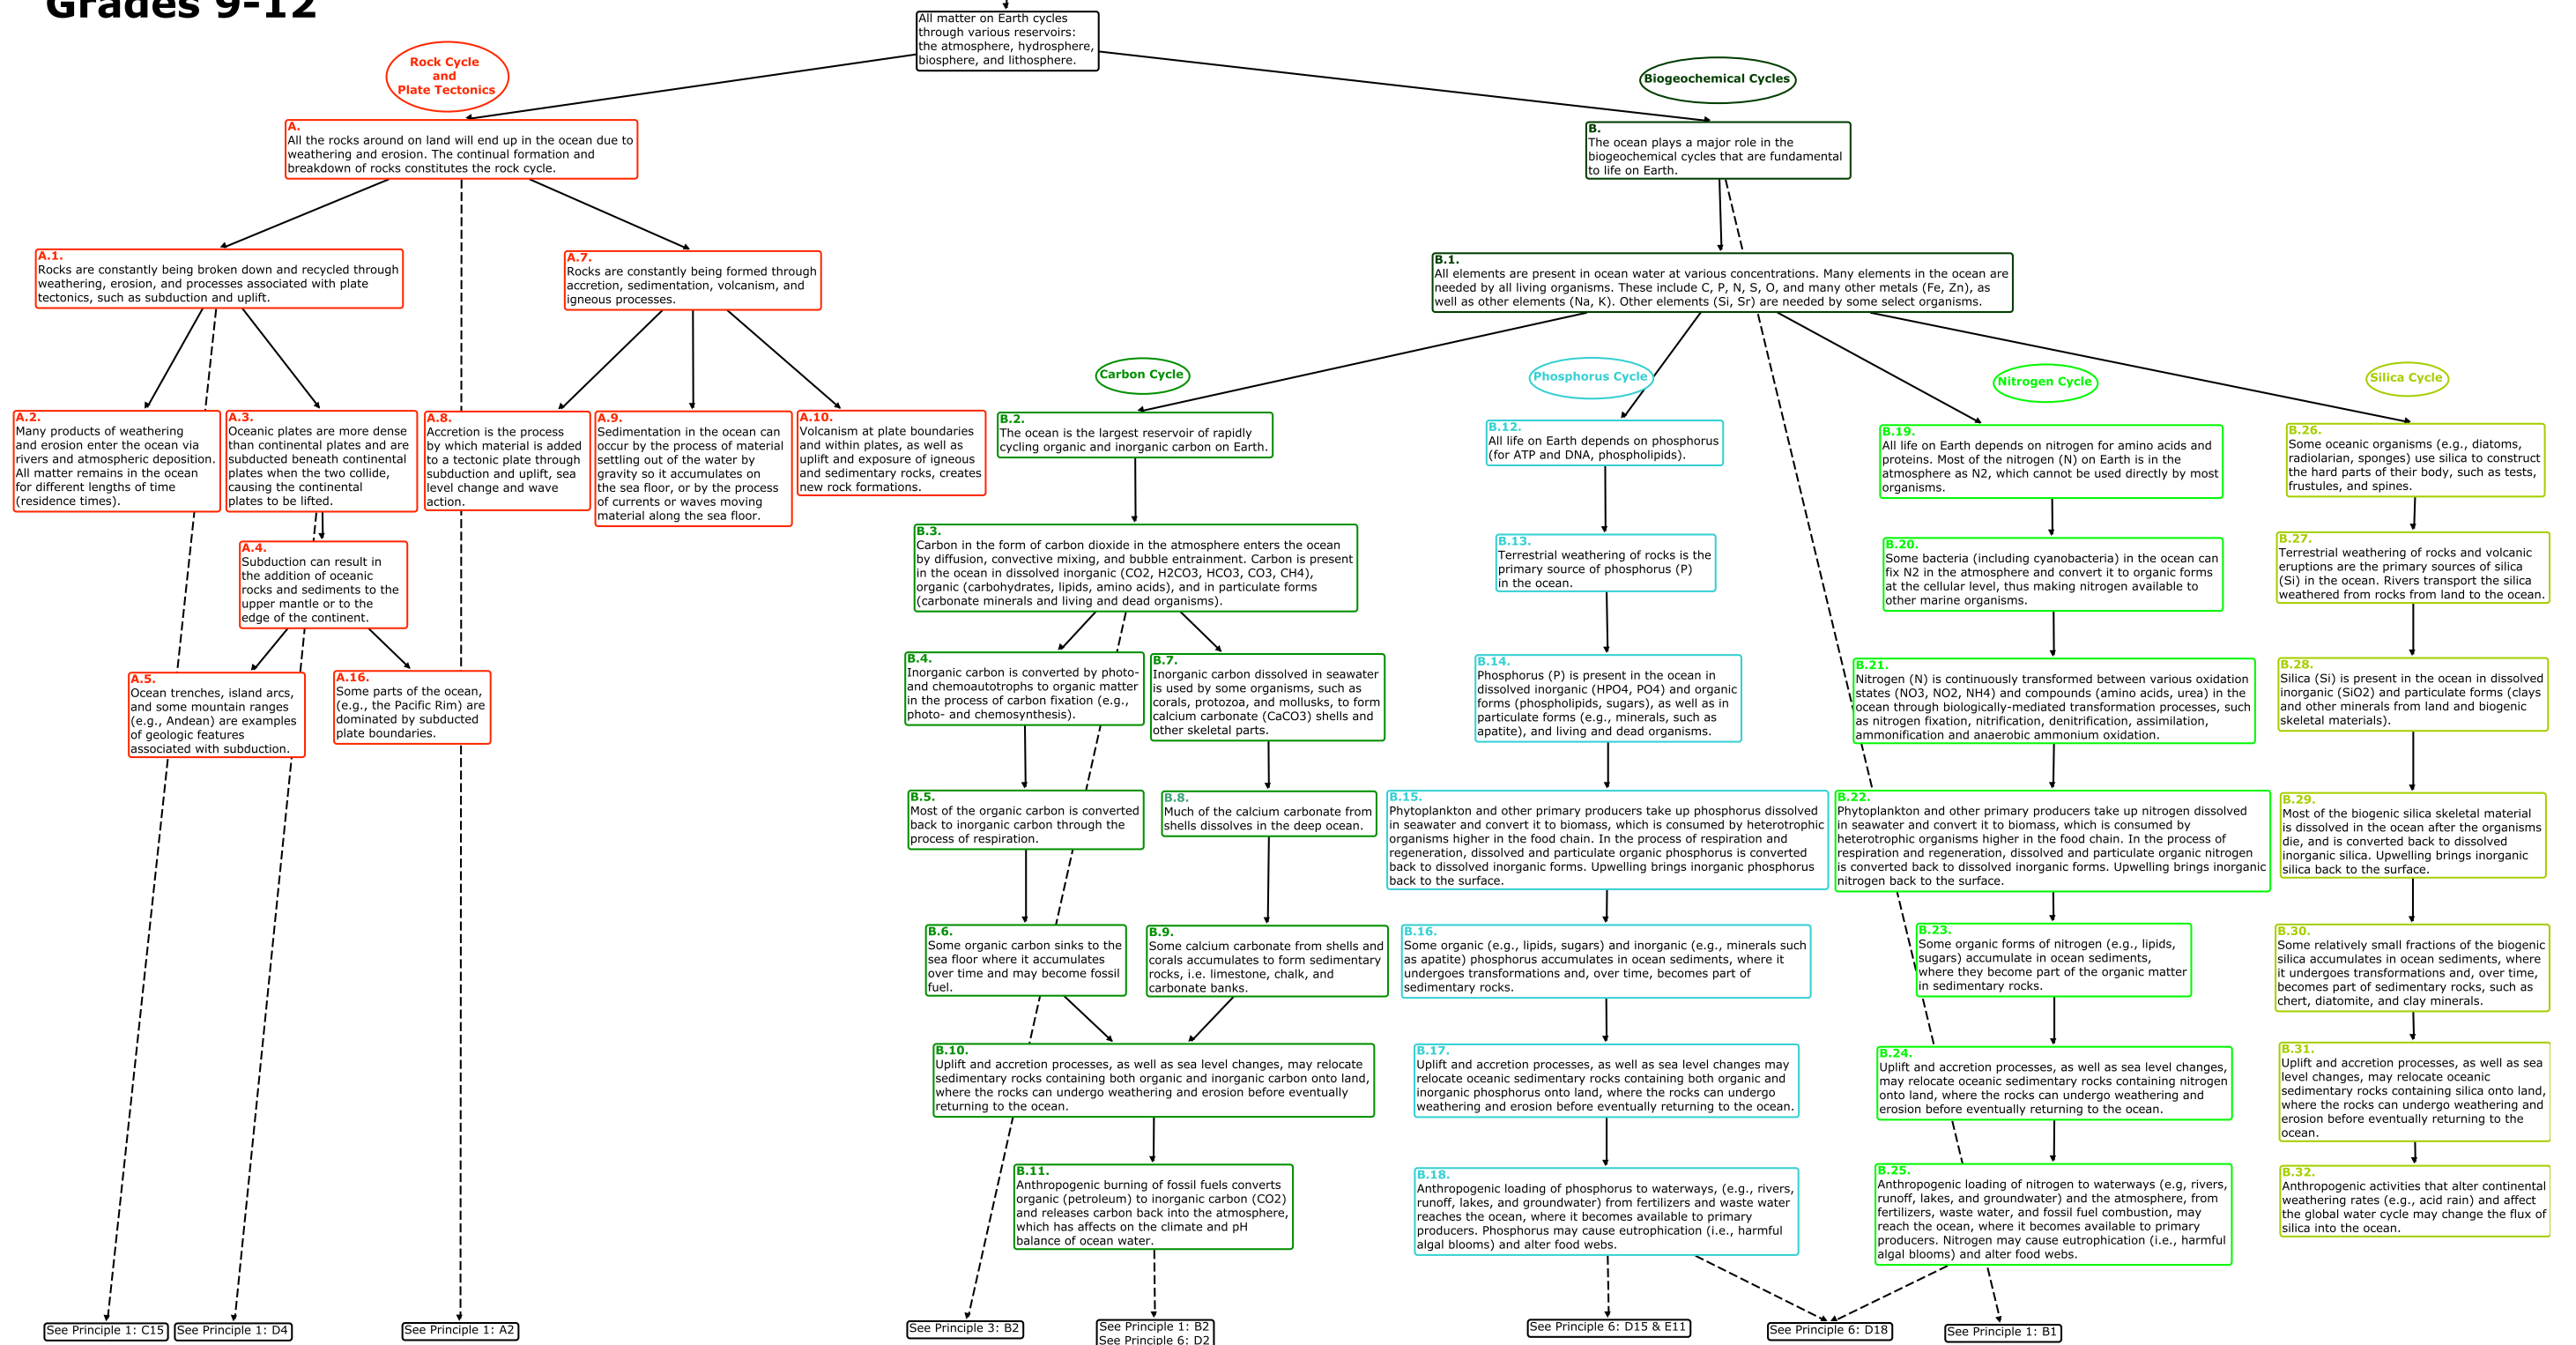 Grades 9-12
All matter on Earth cycles
through various reservoirs:
the atmosphere, hydrosphere,
biosphere, and lithosphere.
Rock Cycle
and
Plate Tectonics
Biogeochemical Cycles
A.
All the rocks around on land will end up in the ocean due to
weathering and erosion. The continual formation and
breakdown of rocks constitutes the rock cycle.
B.
The ocean plays a major role in the
biogeochemical cycles that are fundamental
to life on Earth.
A.1.
Rocks are constantly being broken down and recycled through
weathering, erosion, and processes associated with plate
tectonics, such as subduction and uplift.
A.7.
Rocks are constantly being formed through
accretion, sedimentation, volcanism, and
igneous processes.
B.1.
All elements are present in ocean water at various concentrations. Many elements in the ocean are
needed by all living organisms. These include C, P, N, S, O, and many other metals (Fe, Zn), as
well as other elements (Na, K). Other elements (Si, Sr) are needed by some select organisms.
Carbon Cycle
Phosphorus Cycle
Nitrogen Cycle
Silica Cycle
A.2.
Many products of weathering
and erosion enter the ocean via
rivers and atmospheric deposition.
All matter remains in the ocean
for different lengths of time
(residence times).
A.3.
Oceanic plates are more dense
than continental plates and are
subducted beneath continental
plates when the two collide,
causing the continental
plates to be lifted.
A.8.
Accretion is the process
by which material is added
to a tectonic plate through
subduction and uplift, sea
level change and wave
action.
A.9.
Sedimentation in the ocean can
occur by the process of material
settling out of the water by
gravity so it accumulates on
the sea floor, or by the process
of currents or waves moving
material along the sea floor.
A.10.
Volcanism at plate boundaries
and within plates, as well as
uplift and exposure of igneous
and sedimentary rocks, creates
new rock formations.
B.2.
The ocean is the largest reservoir of rapidly
cycling organic and inorganic carbon on Earth.
B.12.
All life on Earth depends on phosphorus
(for ATP and DNA, phospholipids).
B.19.
All life on Earth depends on nitrogen for amino acids and
proteins. Most of the nitrogen (N) on Earth is in the
atmosphere as N2, which cannot be used directly by most
organisms.
B.26.
Some oceanic organisms (e.g., diatoms,
radiolarian, sponges) use silica to construct
the hard parts of their body, such as tests,
frustules, and spines.
A.4.
Subduction can result in
the addition of oceanic
rocks and sediments to the
upper mantle or to the
edge of the continent.
B.3.
Carbon in the form of carbon dioxide in the atmosphere enters the ocean
by diffusion, convective mixing, and bubble entrainment. Carbon is present
in the ocean in dissolved inorganic (CO2, H2CO3, HCO3, CO3, CH4),
organic (carbohydrates, lipids, amino acids), and in particulate forms
(carbonate minerals and living and dead organisms).
B.13.
Terrestrial weathering of rocks is the
primary source of phosphorus (P)
in the ocean.
B.20.
Some bacteria (including cyanobacteria) in the ocean can
fix N2 in the atmosphere and convert it to organic forms
at the cellular level, thus making nitrogen available to
other marine organisms.
B.27.
Terrestrial weathering of rocks and volcanic
eruptions are the primary sources of silica
(Si) in the ocean. Rivers transport the silica
weathered from rocks from land to the ocean.
A.5.
Ocean trenches, island arcs,
and some mountain ranges
(e.g., Andean) are examples
of geologic features
associated with subduction.
A.16.
Some parts of the ocean,
(e.g., the Pacific Rim) are
dominated by subducted
plate boundaries.
B.4.
Inorganic carbon is converted by photo-
and chemoautotrophs to organic matter
in the process of carbon fixation (e.g.,
photo- and chemosynthesis).
B.7.
Inorganic carbon dissolved in seawater
is used by some organisms, such as
corals, protozoa, and mollusks, to form
calcium carbonate (CaCO3) shells and
other skeletal parts.
B.14.
Phosphorus (P) is present in the ocean in
dissolved inorganic (HPO4, PO4) and organic
forms (phospholipids, sugars), as well as in
particulate forms (e.g., minerals, such as
apatite), and living and dead organisms.
B.21.
Nitrogen (N) is continuously transformed between various oxidation
states (NO3, NO2, NH4) and compounds (amino acids, urea) in the
ocean through biologically-mediated transformation processes, such
as nitrogen fixation, nitrification, denitrification, assimilation,
ammonification and anaerobic ammonium oxidation.
B.28.
Silica (Si) is present in the ocean in dissolved
inorganic (SiO2) and particulate forms (clays
and other minerals from land and biogenic
skeletal materials).
B.5.
Most of the organic carbon is converted
back to inorganic carbon through the
process of respiration.
B.8.
Much of the calcium carbonate from
shells dissolves in the deep ocean.
B.15.
Phytoplankton and other primary producers take up phosphorus dissolved
in seawater and convert it to biomass, which is consumed by heterotrophic
organisms higher in the food chain. In the process of respiration and
regeneration, dissolved and particulate organic phosphorus is converted
back to dissolved inorganic forms. Upwelling brings inorganic phosphorus
back to the surface.
B.22.
Phytoplankton and other primary producers take up nitrogen dissolved
in seawater and convert it to biomass, which is consumed by
heterotrophic organisms higher in the food chain. In the process of
respiration and regeneration, dissolved and particulate organic nitrogen
is converted back to dissolved inorganic forms. Upwelling brings inorganic
nitrogen back to the surface.
B.29.
Most of the biogenic silica skeletal material
is dissolved in the ocean after the organisms
die, and is converted back to dissolved
inorganic silica. Upwelling brings inorganic
silica back to the surface.
B.6.
Some organic carbon sinks to the
sea floor where it accumulates
over time and may become fossil
fuel.
B.9.
Some calcium carbonate from shells and
corals accumulates to form sedimentary
rocks, i.e. limestone, chalk, and
carbonate banks.
B.16.
Some organic (e.g., lipids, sugars) and inorganic (e.g., minerals such
as apatite) phosphorus accumulates in ocean sediments, where it
undergoes transformations and, over time, becomes part of
sedimentary rocks.
B.23.
Some organic forms of nitrogen (e.g., lipids,
sugars) accumulate in ocean sediments,
where they become part of the organic matter
in sedimentary rocks.
B.30.
Some relatively small fractions of the biogenic
silica accumulates in ocean sediments, where
it undergoes transformations and, over time,
becomes part of sedimentary rocks, such as
chert, diatomite, and clay minerals.
B.10.
Uplift and accretion processes, as well as sea level changes, may relocate
sedimentary rocks containing both organic and inorganic carbon onto land,
where the rocks can undergo weathering and erosion before eventually
returning to the ocean.
B.17.
Uplift and accretion processes, as well as sea level changes may
relocate oceanic sedimentary rocks containing both organic and
inorganic phosphorus onto land, where the rocks can undergo
weathering and erosion before eventually returning to the ocean.
B.24.
Uplift and accretion processes, as well as sea level changes,
may relocate oceanic sedimentary rocks containing nitrogen
onto land, where the rocks can undergo weathering and
erosion before eventually returning to the ocean.
B.31.
Uplift and accretion processes, as well as sea
level changes, may relocate oceanic
sedimentary rocks containing silica onto land,
where the rocks can undergo weathering and
erosion before eventually returning to the
ocean.
B.11.
Anthropogenic burning of fossil fuels converts
organic (petroleum) to inorganic carbon (CO2)
and releases carbon back into the atmosphere,
which has affects on the climate and pH
balance of ocean water.
B.18.
Anthropogenic loading of phosphorus to waterways, (e.g., rivers,
runoff, lakes, and groundwater) from fertilizers and waste water
reaches the ocean, where it becomes available to primary
producers. Phosphorus may cause eutrophication (i.e., harmful
algal blooms) and alter food webs.
B.25.
Anthropogenic loading of nitrogen to waterways (e.g, rivers,
runoff, lakes, and groundwater) and the atmosphere, from
fertilizers, waste water, and fossil fuel combustion, may
reach the ocean, where it becomes available to primary
producers. Nitrogen may cause eutrophication (i.e., harmful
algal blooms) and alter food webs.
B.32.
Anthropogenic activities that alter continental
weathering rates (e.g., acid rain) and affect
the global water cycle may change the flux of
silica into the ocean.
See Principle 1: C15
See Principle 1: D4
See Principle 1: A2
See Principle 3: B2
See Principle 1: B2
See Principle 6: D2
See Principle 6: D15 & E11
See Principle 6: D18
See Principle 1: B1